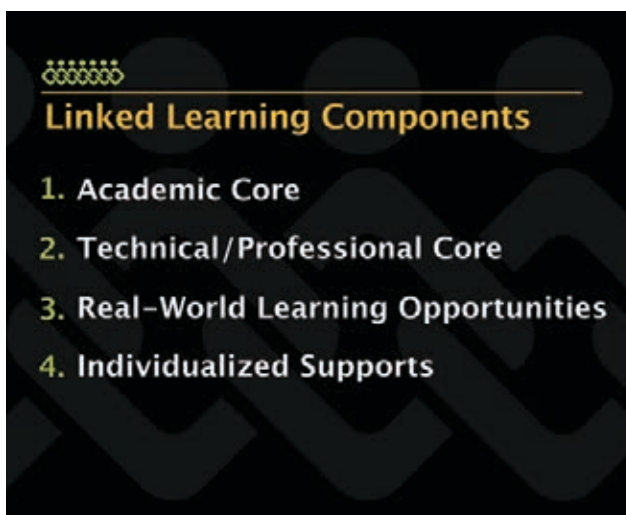 Linked Learning Components
1. Academic Core
2. Technical/Professional Core
3. Real-World Learning Opportunities
4. Individualized Supports